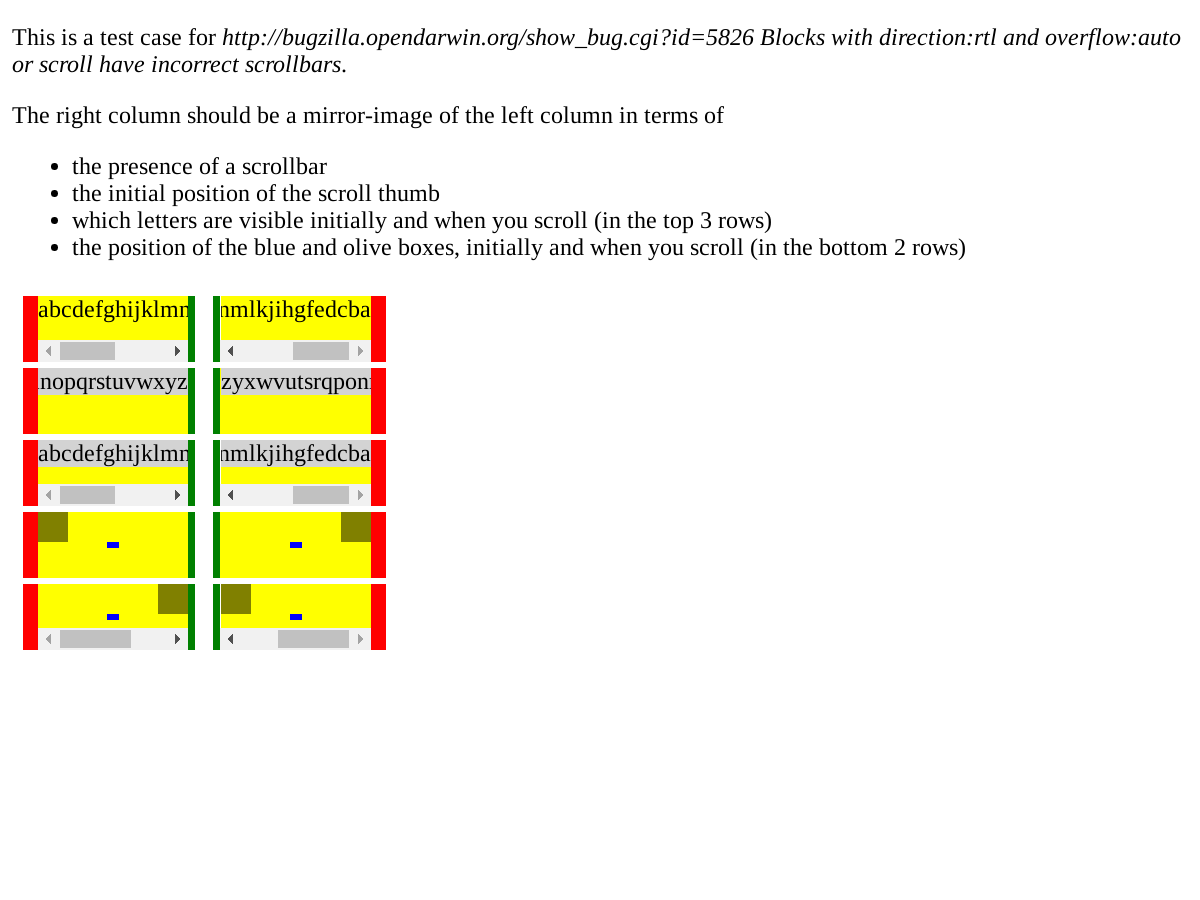 This is a test case for http://bugzilla.opendarwin.org/show_bug.cgi?id=5826 Blocks with direction:rtl and overflow:auto
or scroll have incorrect scrollbars.
The right column should be a mirror-image of the left column in terms of
• the presence of a scrollbar
• the initial position of the scroll thumb
• which letters are visible initially and when you scroll (in the top 3 rows)
• the position of the blue and olive boxes, initially and when you scroll (in the bottom 2 rows)
abcdefghijklmn nmlkjihgfedcba
nopqrstuvwxyz zyxwvutsrqpon
abcdefghijklmn nmlkjihgfedcba